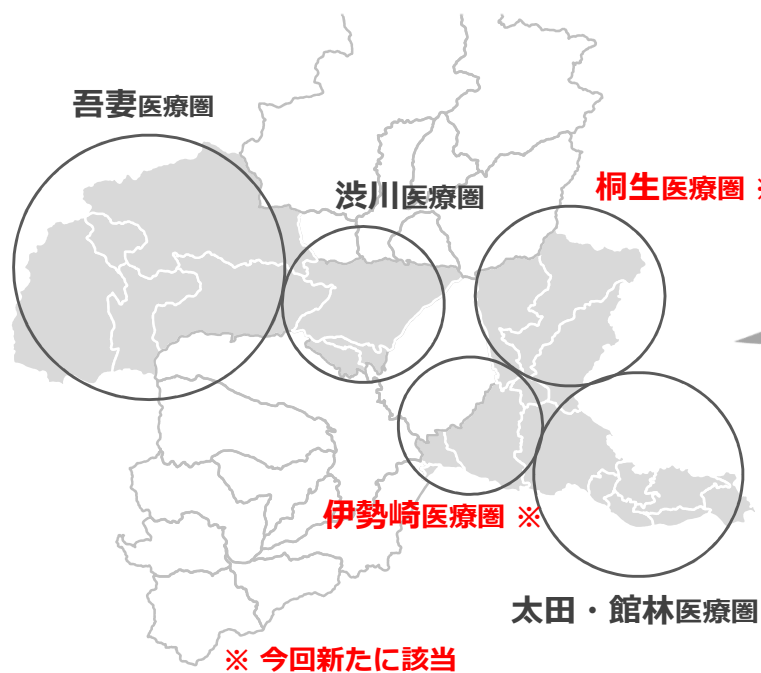 吾妻医療圏
渋川医療圏
桐生医療圏 ※
伊勢崎医療圏 ※
太田・館林医療圏
※ 今回新たに該当